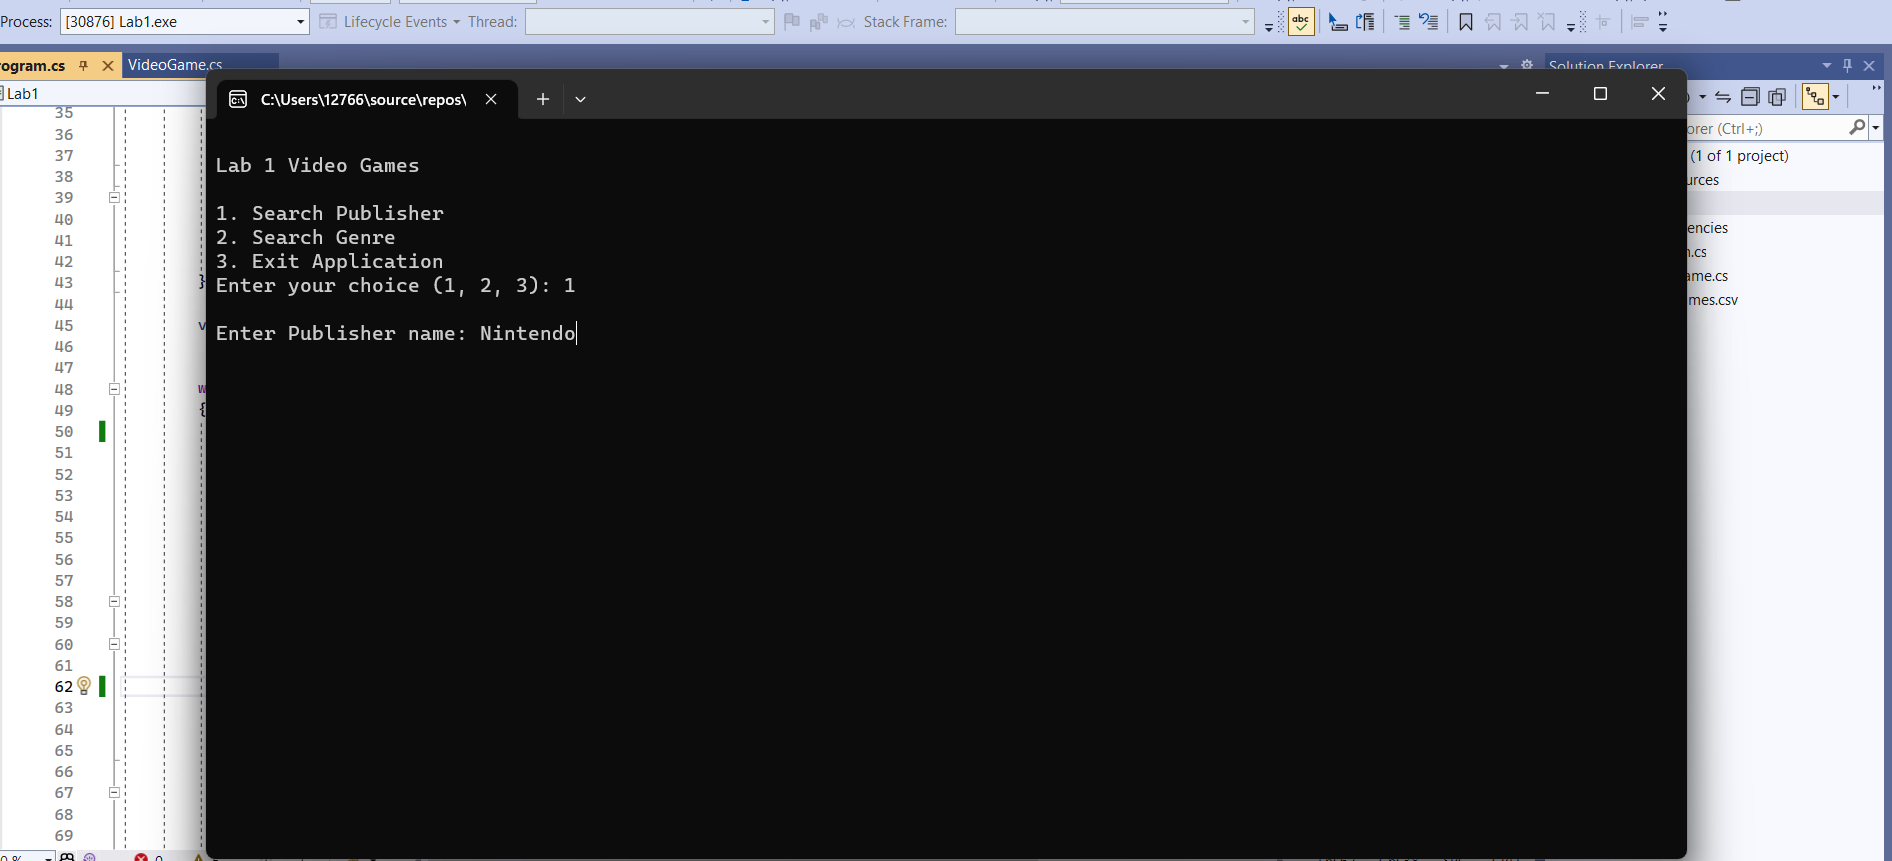 Process: [30876] Lab1.exe Lifecycle Events Thread: Stack Frame: abc
ogram.cs VideoGame.cs
Solution Explorer
Lab1
C:\Users\12766\source\repos\
orer (Ctrl+;)
(1 of 1 project)
urces
encies
.cs
ame.cs
mes.csv
35
36
37
38
39
40
41
42
43 }
44
45 v
46
47
48 w
49 {
50
51
52
53
54
55
56
57
58
59
60
61
62
63
64
65
66
67
68
69
Lab 1 Video Games
1. Search Publisher
2. Search Genre
3. Exit Application
Enter your choice (1, 2, 3): 1
Enter Publisher name: Nintendo